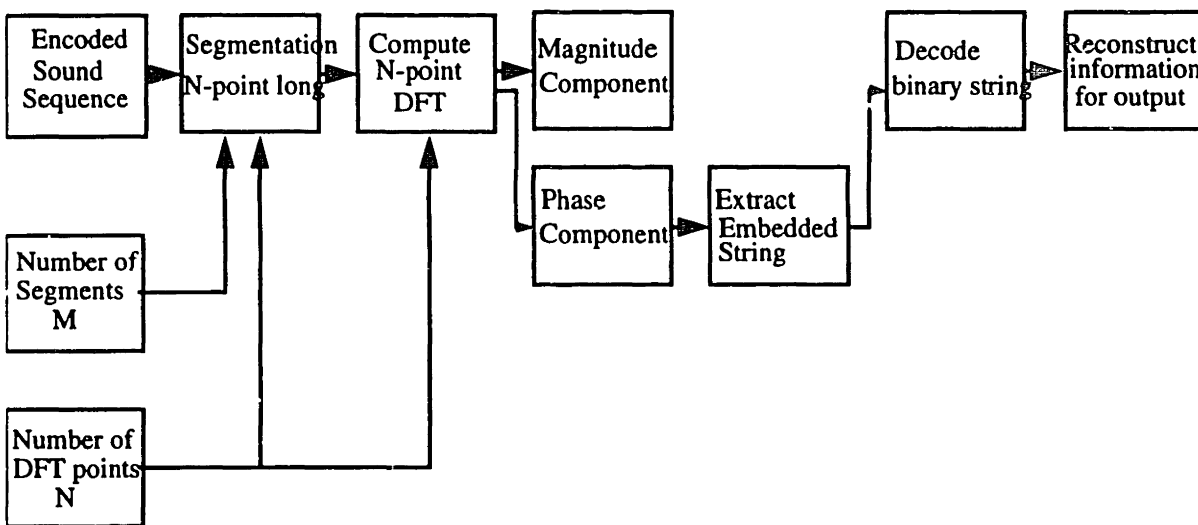 Encoded
Sound
Sequence
Segmentation
N-point long
Compute
N-point
DFT
Magnitude
Component
Decode
binary string
Reconstruct
information
for output
Phase
Component
Extract
Embedded
String
Number of
Segments
M
Number of
DFT points
N